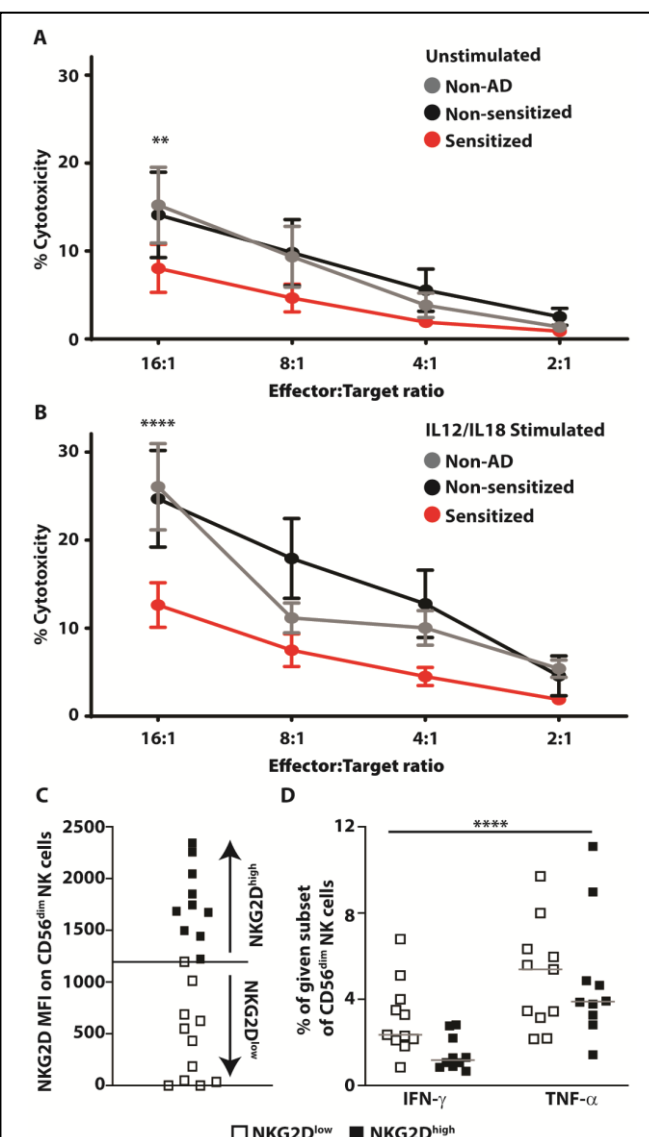 A
Unstimulated
Non-AD
Non-sensitized
Sensitized
**
30
20
10
0
% Cytotoxicity
16:1 8:1 4:1 2:1
Effector:Target ratio
B
IL12/IL18 Stimulated
Non-AD
Non-sensitized
Sensitized
****
30
20
10
0
% Cytotoxicity
16:1 8:1 4:1 2:1
Effector:Target ratio
C
NKG2D MFI on CD56dim NK cells
2500
2000
1500
1000
500
0
NKG2Dhigh
NKG2Dlow
D
% of given subset
of CD56dim NK cells
12
8
4
0
****
IFN-γ TNF-α
NKG2Dlow NKG2Dhigh